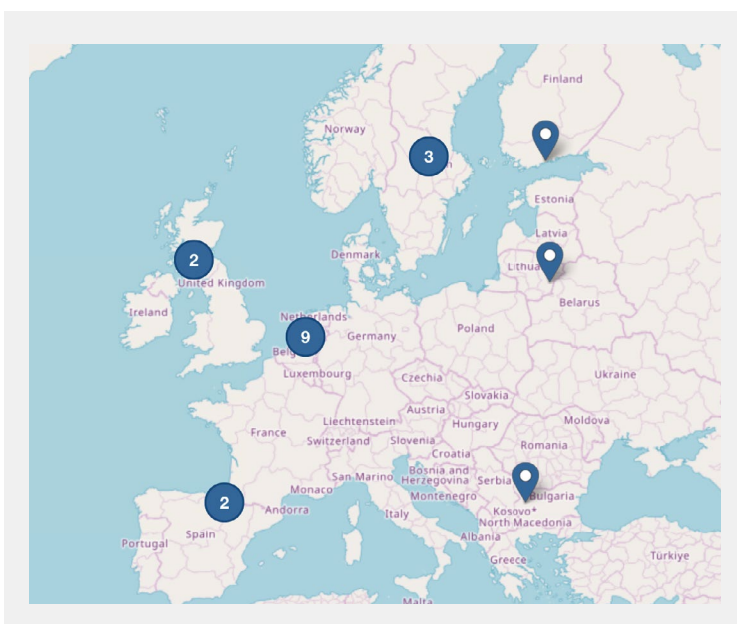 Finland
Norway
3
Estonia
Latvia
Denmark
2
United Kingdom
Ireland
Belarus
Netherlands
9
Germany
Poland
Luxembourg
Czechia
Ukraine
Slovakia
Austria
Liechtenstein
Hungary
Moldova
France
Switzerland
Slovenia
Romania
Croatia
San Marino
Bosnia and
Herzegovina
Serbia
Monaco
Montenegro
Bulgaria
2
Andorra
Italy
Kosovo*
North Macedonia
Spain
Portugal
Albania
Türkiye
Greece
Malta